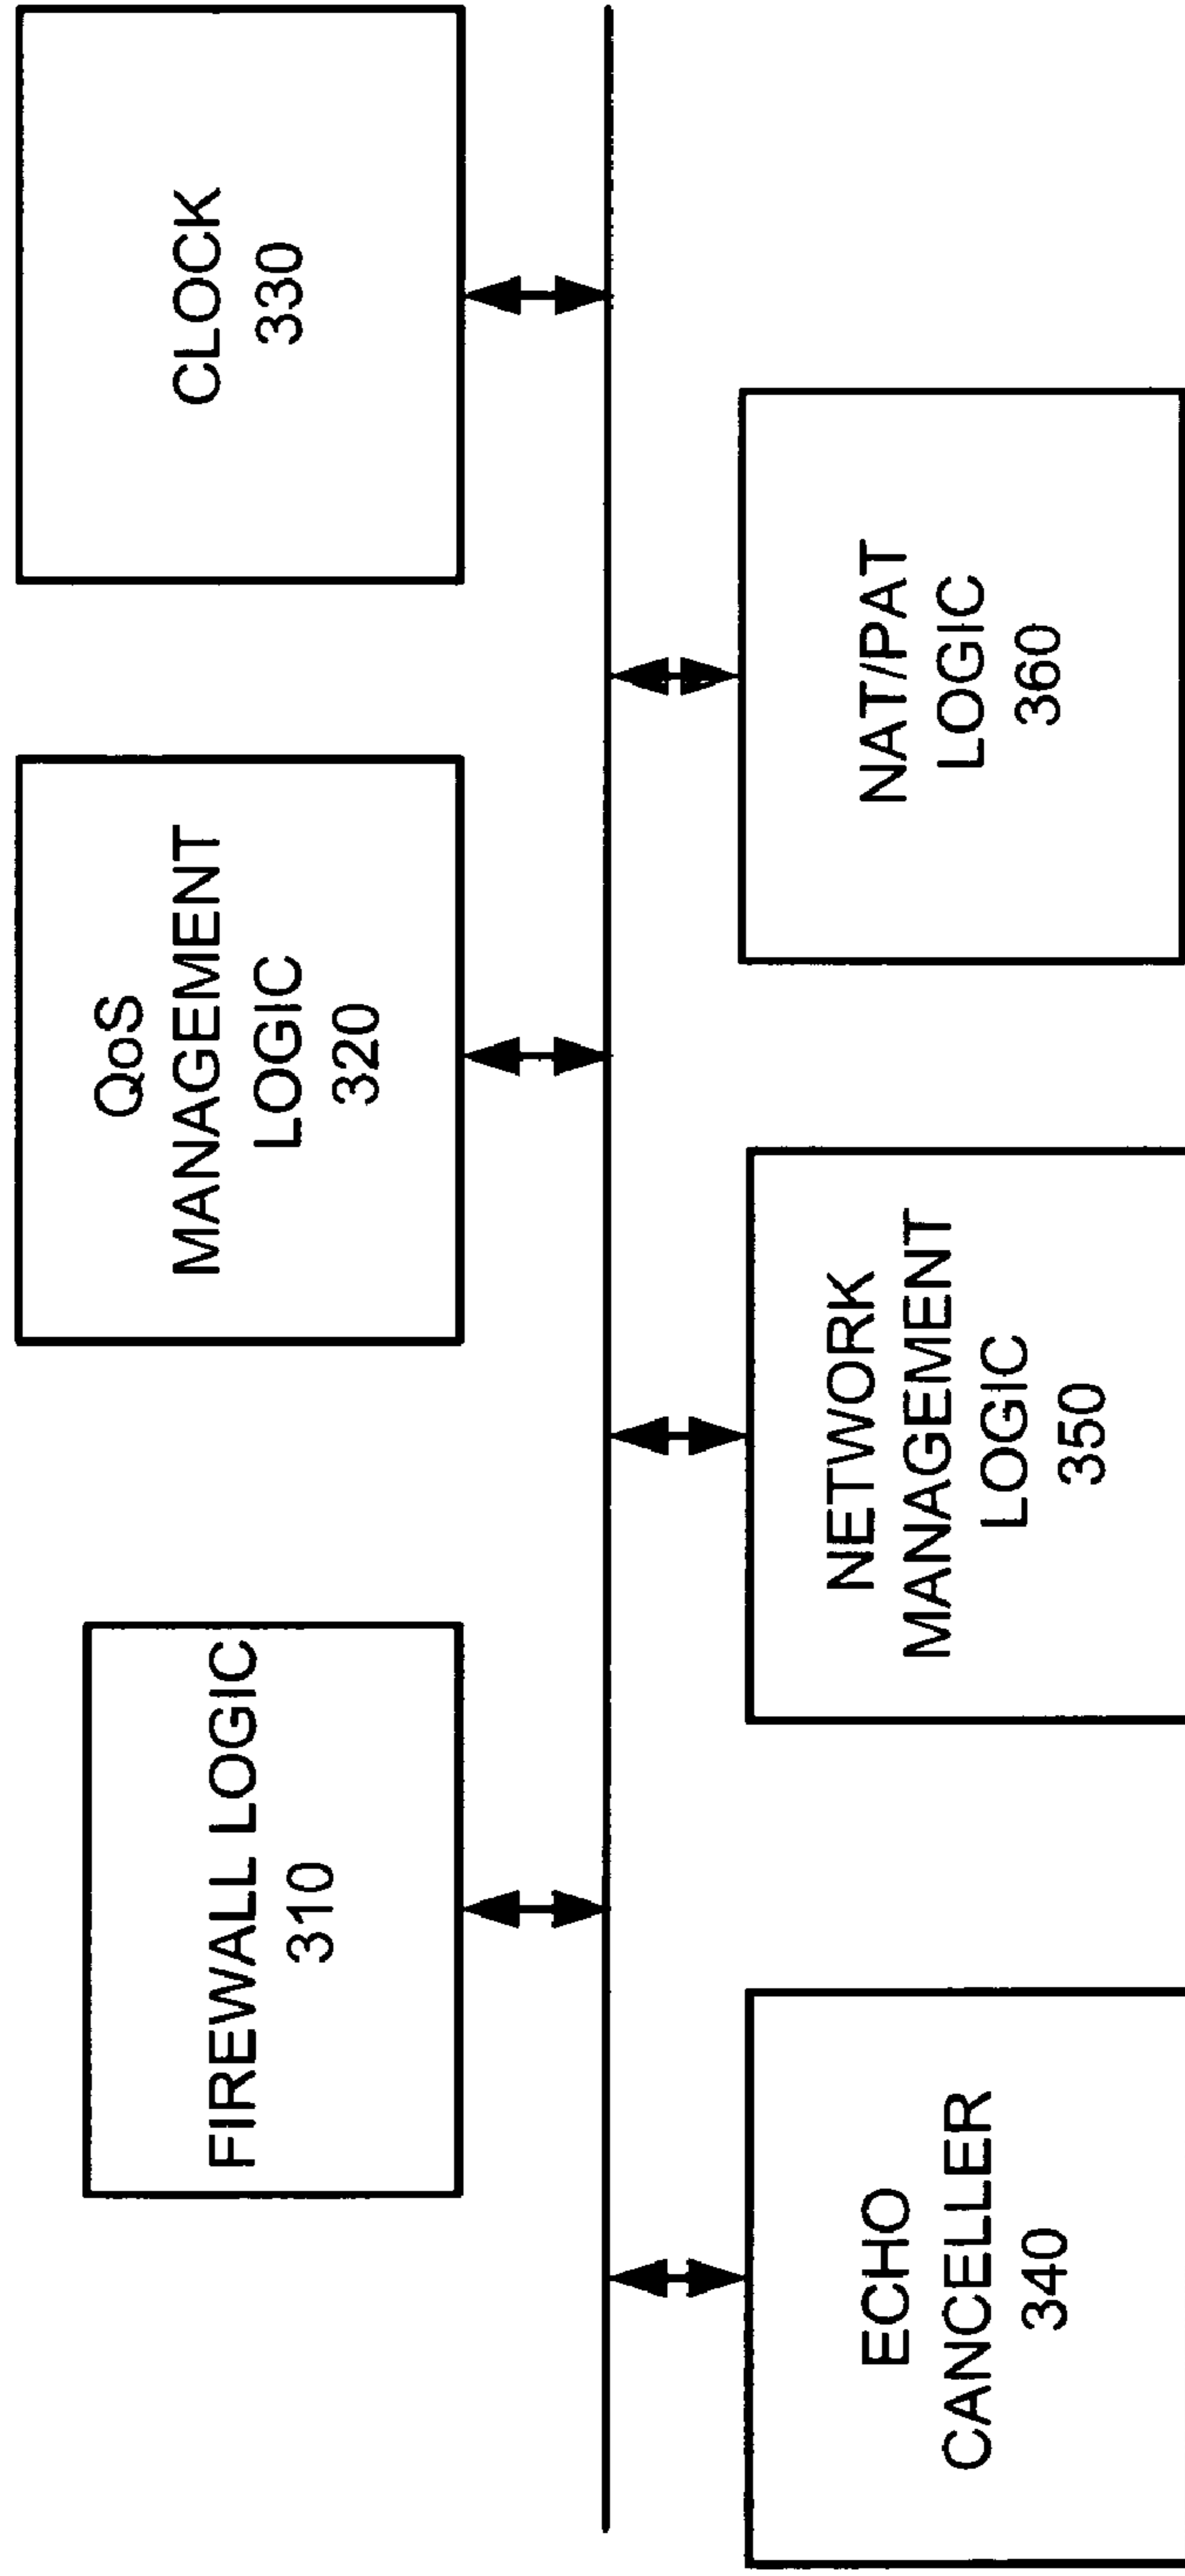 FIREWALL LOGIC
310
QoS
MANAGEMENT
LOGIC
320
CLOCK
330
ECHO
CANCELLER
340
NETWORK
MANAGEMENT
LOGIC
350
NAT/PAT
LOGIC
360